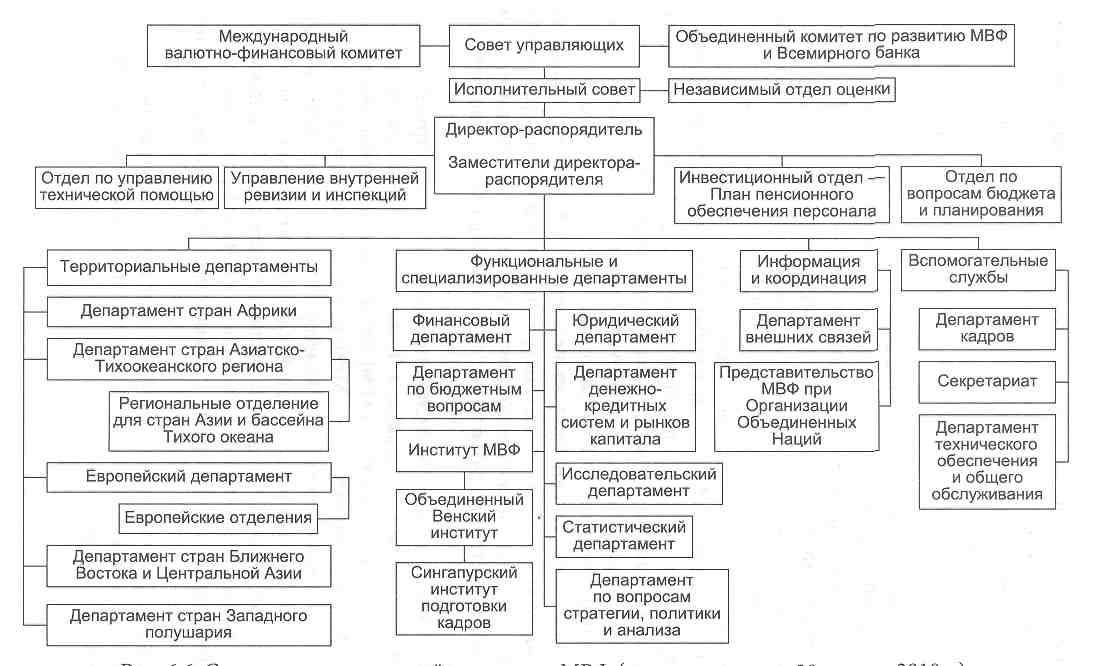 Международный
валютно-финансовый комитет
Совет управляющих
Объединенный комитет по развитию МВФ
и Всемирного банка
Исполнительный совет
Независимый отдел оценки
Директор-распорядитель
Заместители директора-
распорядителя
Отдел по управлению
технической помощью
Управление внутренней
ревизии и инспекций
Инвестиционный отдел —
План пенсионного
обеспечения персонала
Отдел по
вопросам бюджета
и планирования
Территориальные департаменты
Департамент стран Африки
Департамент стран Азиатско-
Тихоокеанского региона
Региональные отделение
для стран Азии и бассейна
Тихого океана
Европейский департамент
Европейские отделения
Департамент стран Ближнего
Востока и Центральной Азии
Департамент стран Западного
полушария
Функциональные и
специализированные департаменты
Финансовый
департамент
Юридический
департамент
Департамент
по бюджетным
вопросам
Департамент
денежно-
кредитных
систем и рынков
капитала
Институт МВФ
Исследовательский
департамент
Объединенный
Венский
институт
Статистический
департамент
Сингапурский
институт
подготовки
кадров
Департамент
по вопросам
стратегии, политики
и анализа
Информация
и координация
Департамент
внешних связей
Представительство
МВФ при
Организации
Объединенных
Наций
Вспомогательные
службы
Департамент
кадров
Секретариат
Департамент
технического
обеспечения
и общего
обслуживания